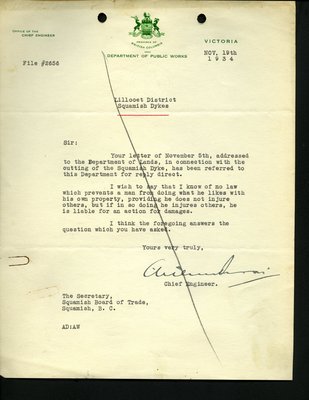 OFFICE OF THE
CHIEF ENGINEER
PROVINCE OF
BRITISH COLUMBIA
VICTORIA
DEPARTMENT OF PUBLIC WORKS
NOV. 19th
1934
File #2656
Lillooet District
Squamish Dykes
Sir:
Your letter of November 5th, addressed
to the Department of Lands, in connection with the
cutting of the Squamish Dyke, has been referred to
this Department for reply direct.
I wish to say that I know of no law
which prevents a man from doing what he likes with
his own property, providing he does not injure
others, but if in so doing he injures others, he
is liable for an action for damages.
I think the foregoing answers the
question which you have asked.
Yours very truly,
Chief Engineer.
The Secretary,
Squamish Board of Trade,
Squamish, B. C.
AD:AW